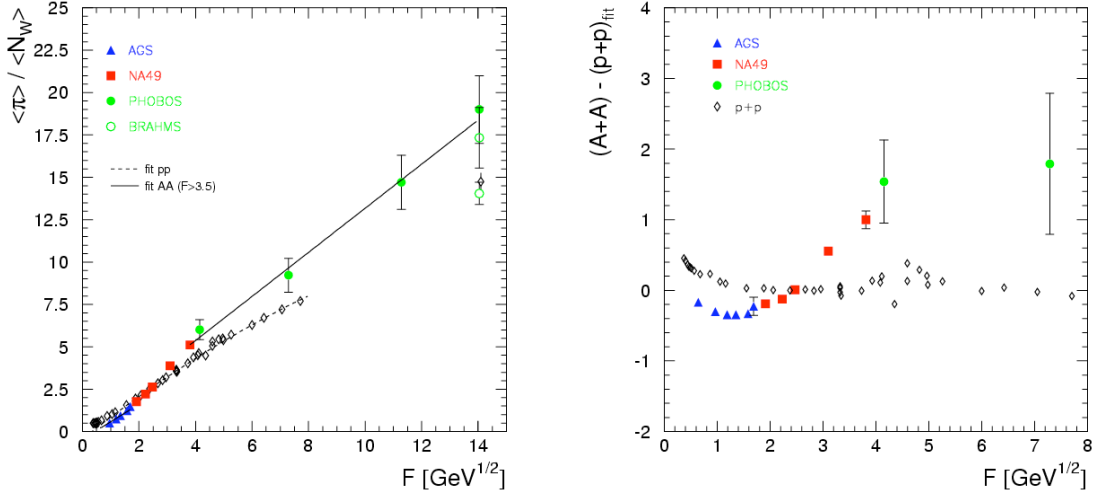 <π> / <N_W>
25
22.5
20
17.5
15
12.5
10
7.5
5
2.5
0
AGS
NA49
PHOBOS
BRAHMS
fit pp
fit AA (F>3.5)
0 2 4 6 8 10 12 14
F [GeV^1/2]
(A+A) - (p+p)_fit
4
3
2
1
0
-1
-2
AGS
NA49
PHOBOS
p+p
0 1 2 3 4 5 6 7 8
F [GeV^1/2]